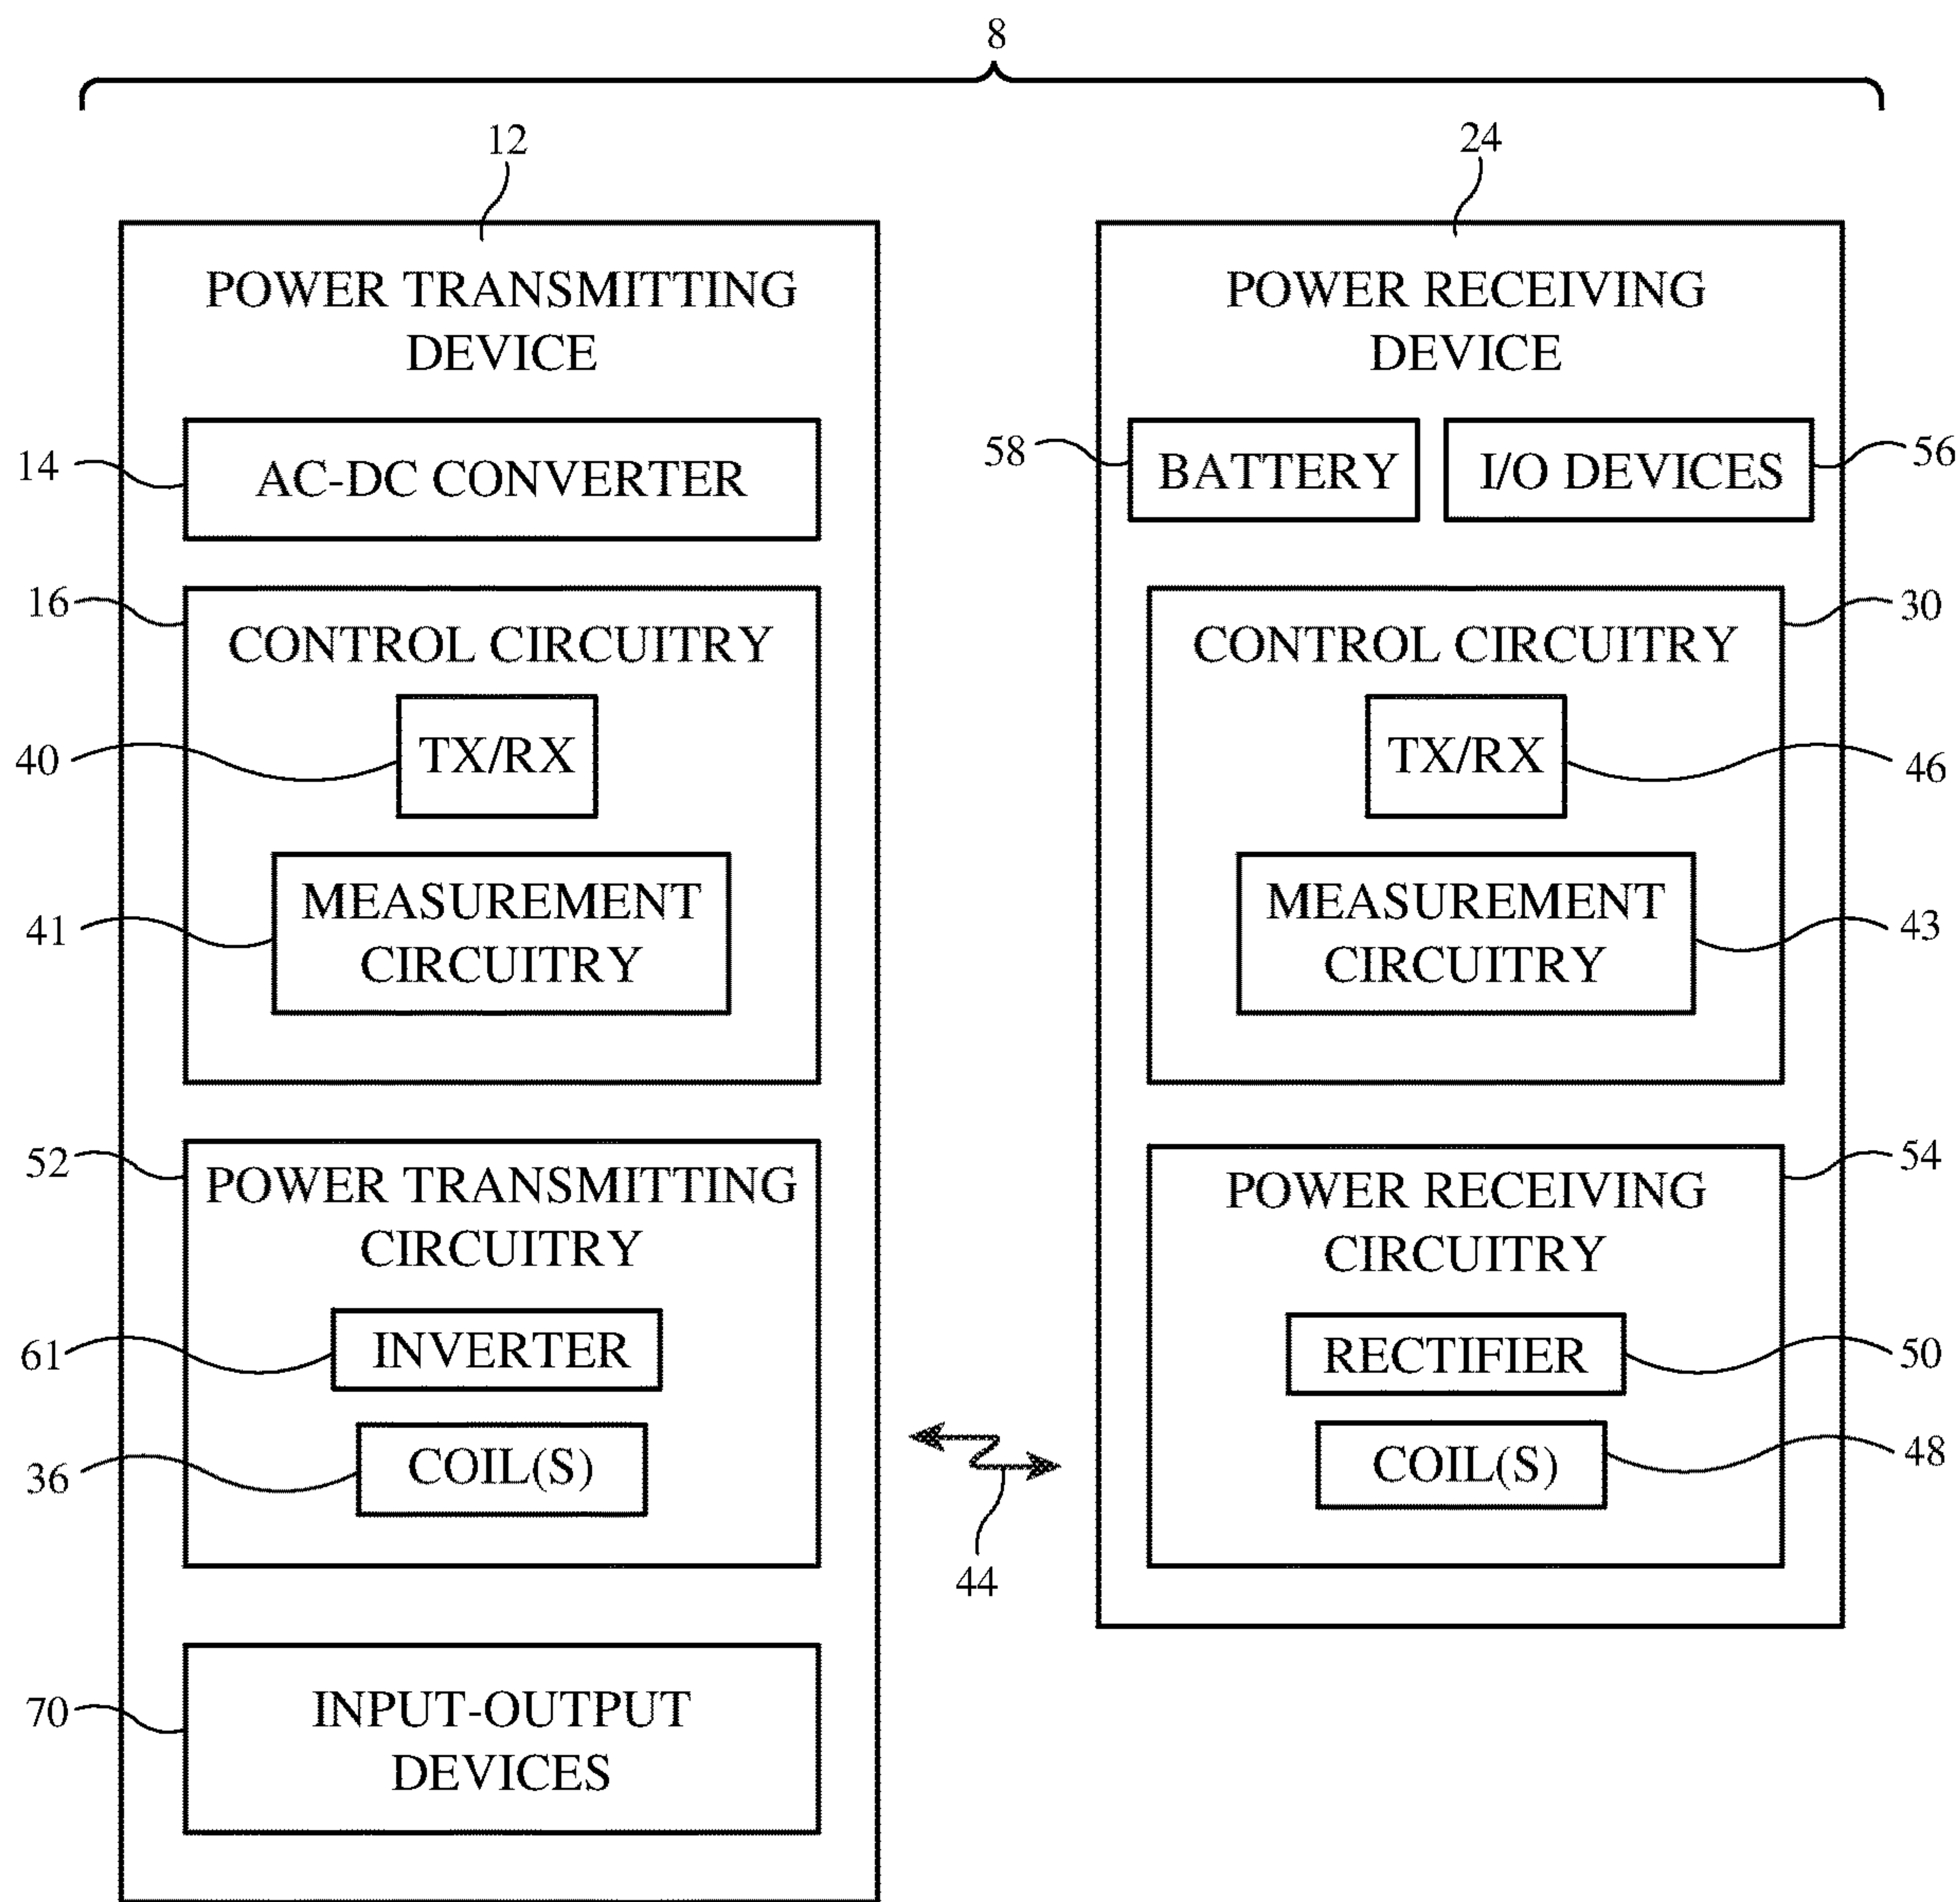 8
12
POWER TRANSMITTING
DEVICE
14
AC-DC CONVERTER
16
CONTROL CIRCUITRY
40
TX/RX
41
MEASUREMENT
CIRCUITRY
52
POWER TRANSMITTING
CIRCUITRY
61
INVERTER
36
COIL(S)
70
INPUT-OUTPUT
DEVICES
44
24
POWER RECEIVING
DEVICE
58
BATTERY
I/O DEVICES
56
CONTROL CIRCUITRY
30
TX/RX
46
MEASUREMENT
CIRCUITRY
43
POWER RECEIVING
CIRCUITRY
54
RECTIFIER
50
COIL(S)
48